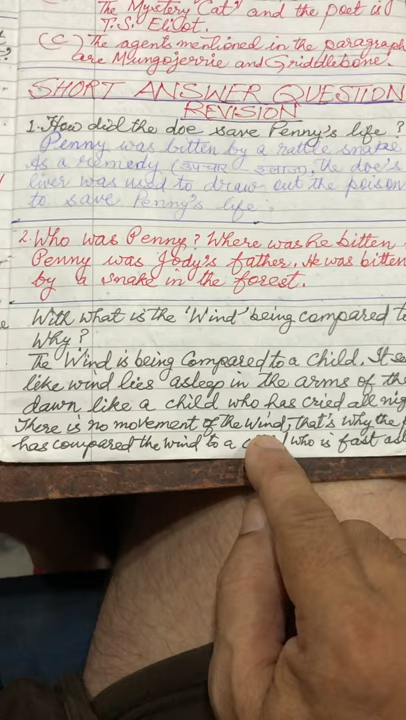 The Mystery Cat" and the poet is
T.S. Eliot.
(C) The agents mentioned in the paragraph
are Mungojerrie and Griddlebone.
SHORT ANSWER QUESTION
REVISION
1. How did the doe save Penny's life ?
Penny was bitten by a rattle snake
As a remedy (उपचार - इलाज), the doe's
liver was used to draw out the poison
to save Penny's life.
2. Who was Penny? Where was he bitten
Penny was Jody's father. He was bitten
by a snake in the forest.
With what is the 'Wind' being compared to
Why?
The Wind is being compared to a child. It
like wind lies asleep in the arms of the
dawn, like a child who has cried all
There is no movement of the wind, that's why the
has compared the wind to a who is fast